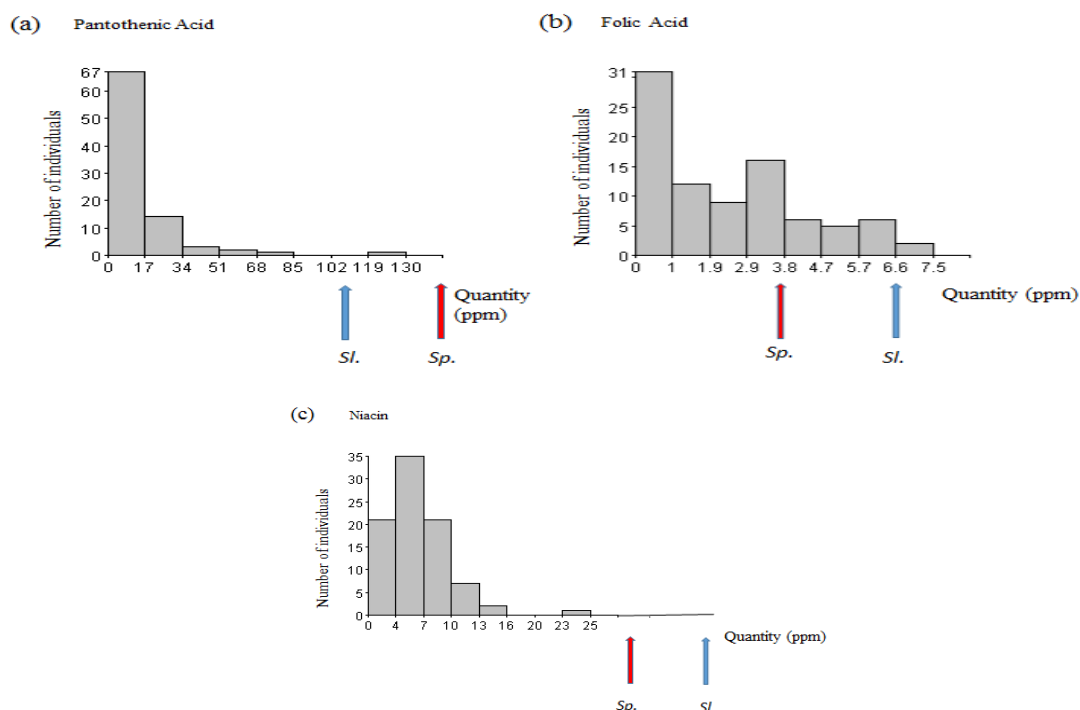 (a) Pantothenic Acid
67
60
50
40
30
20
10
0
Number of individuals
0 17 34 51 68 85 102 119 130
Quantity
(ppm)
Sl.
Sp.
(b) Folic Acid
31
25
20
15
10
5
0
Number of individuals
0 1 1.9 2.9 3.8 4.7 5.7 6.6 7.5
Quantity (ppm)
Sp.
Sl.
(c) Niacin
35
30
25
20
15
10
5
0
Number of individuals
0 4 7 10 13 16 20 23 25
Quantity (ppm)
Sp.
Sl